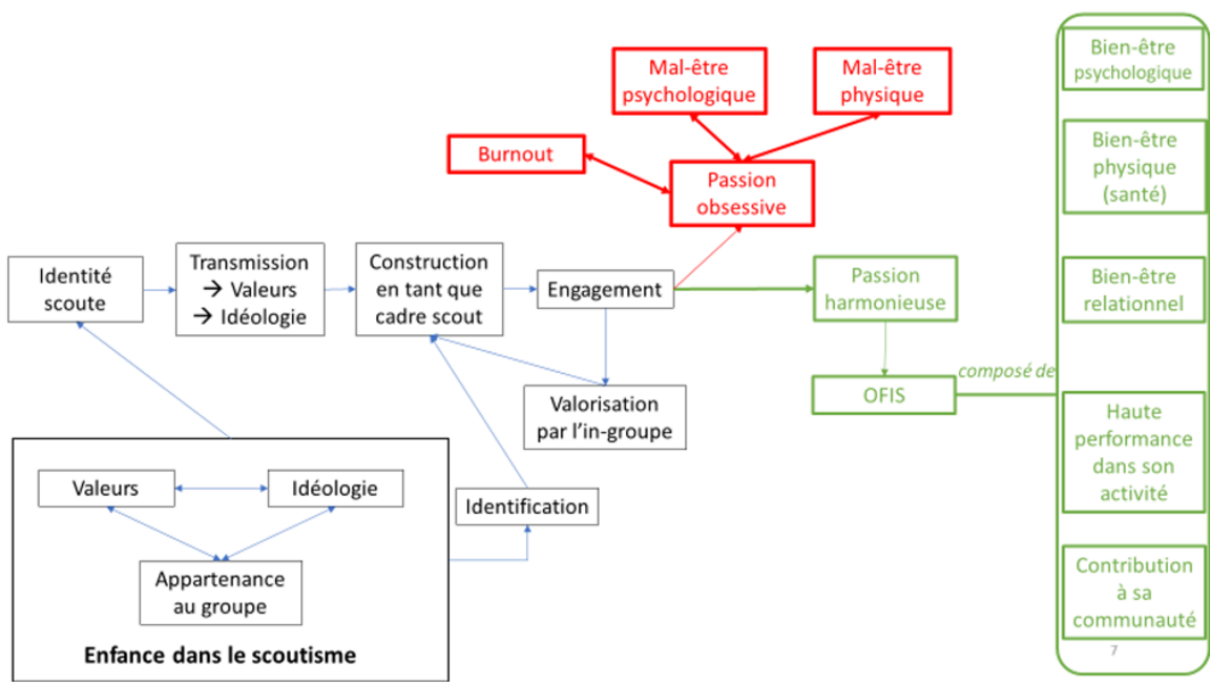 Mal-être
psychologique
Mal-être
physique
Burnout
Passion
obsessive
Identité
scoute
Transmission
→ Valeurs
→ Idéologie
Construction
en tant que
cadre scout
Engagement
Passion
harmonieuse
OFIS
composé de
Valorisation
par l'in-groupe
Identification
Valeurs
Idéologie
Appartenance
au groupe
Enfance dans le scoutisme
Bien-être
psychologique
Bien-être
physique
(santé)
Bien-être
relationnel
Haute
performance
dans son
activité
Contribution
à sa
communauté
7